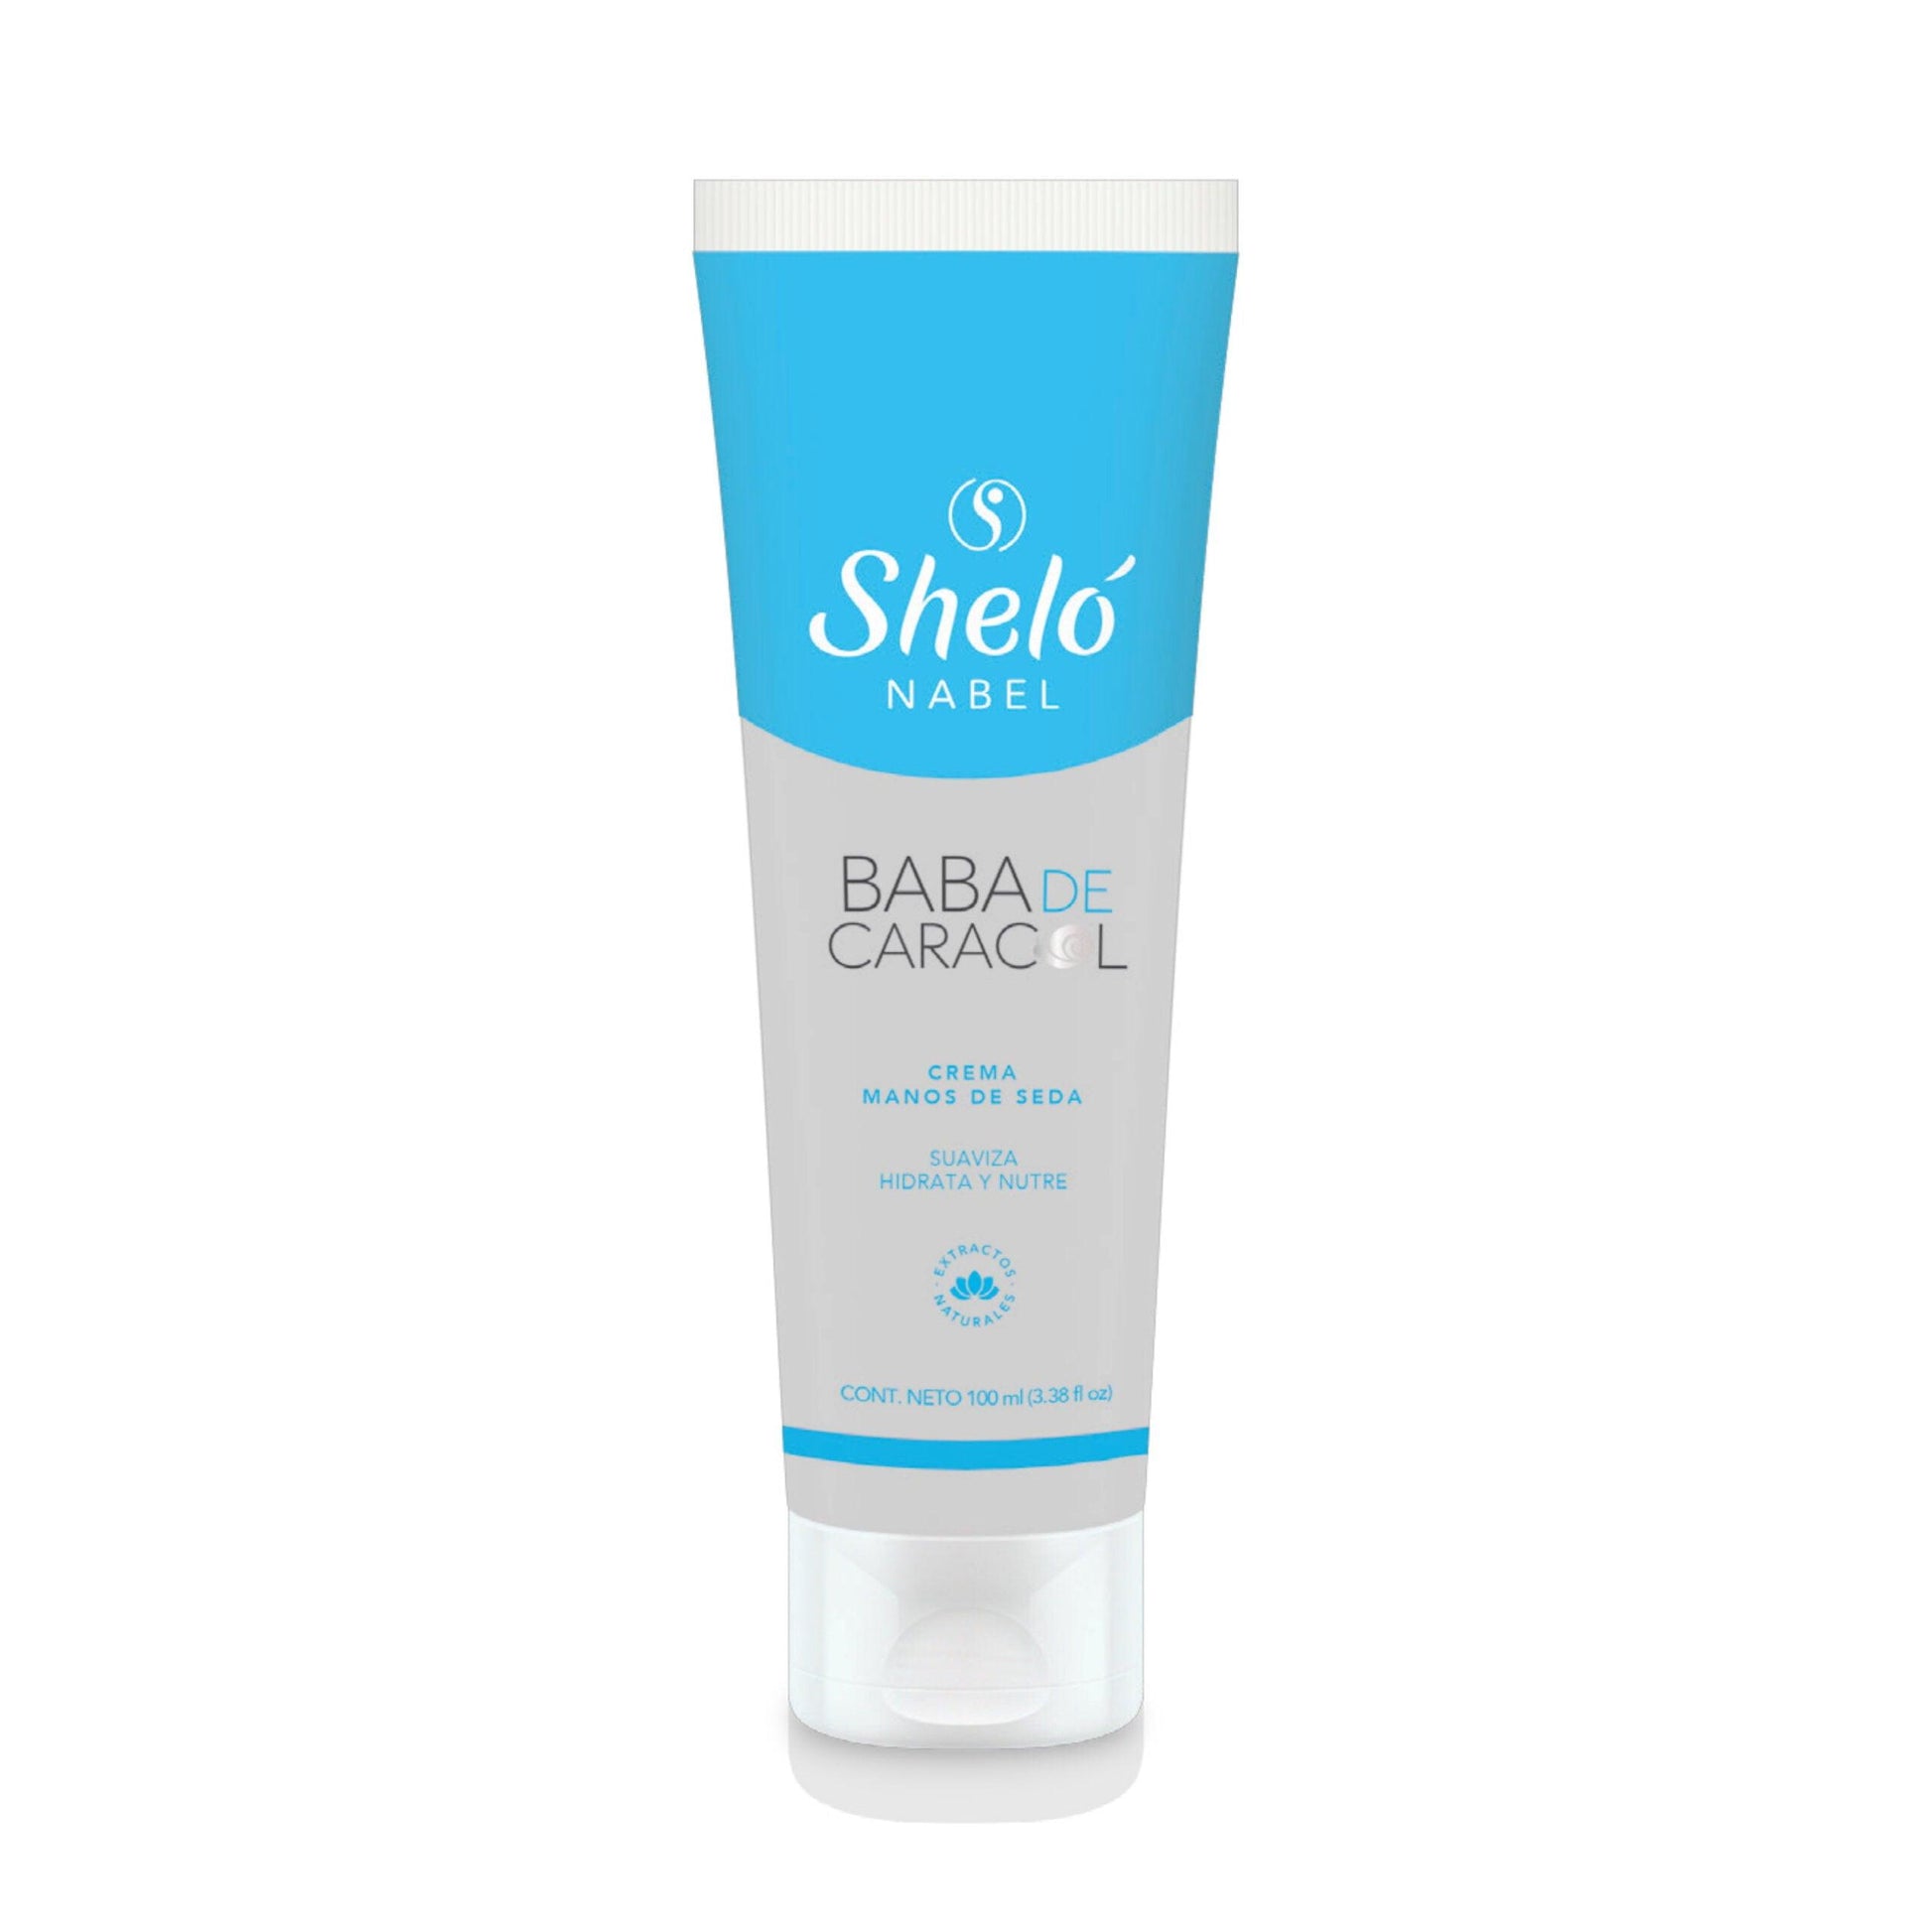 Sheló
NABEL
BABA DE
CARACOL
CREMA
MANOS DE SEDA
SUAVIZA
HIDRATA Y NUTRE
EXTRACTOS
NATURALES
CONT. NETO 100 ml (3.38 fl oz)